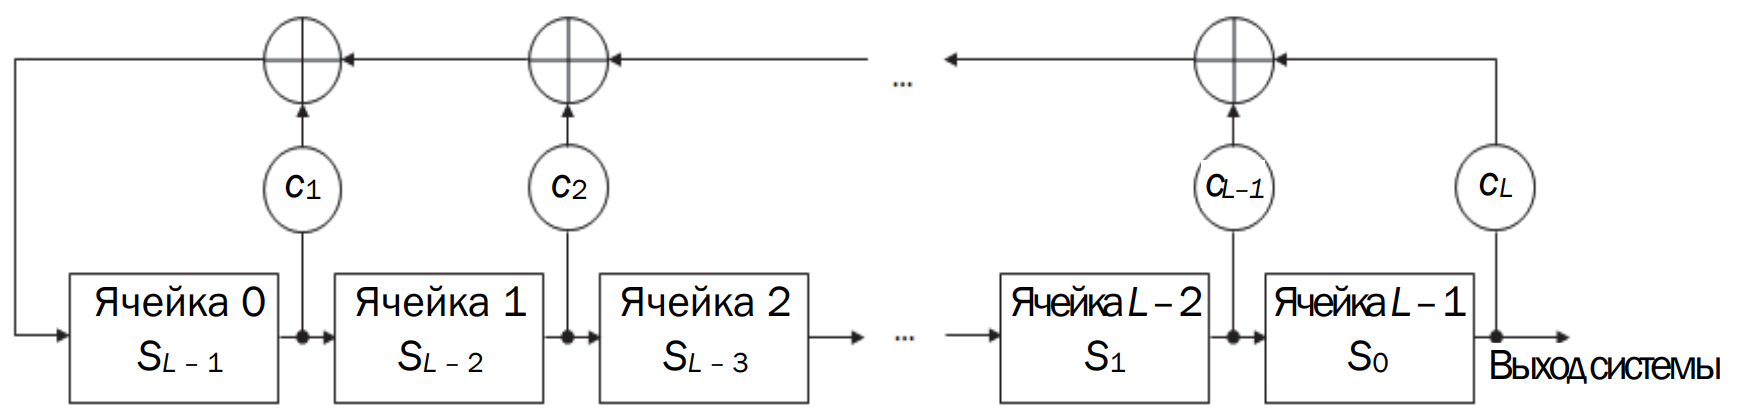 ...
c1 c2 cL–1 cL
Ячейка 0 Ячейка 1 Ячейка 2 Ячейка L – 2 Ячейка L – 1
SL – 1 SL – 2 SL – 3 ... S1 S0
Выход системы